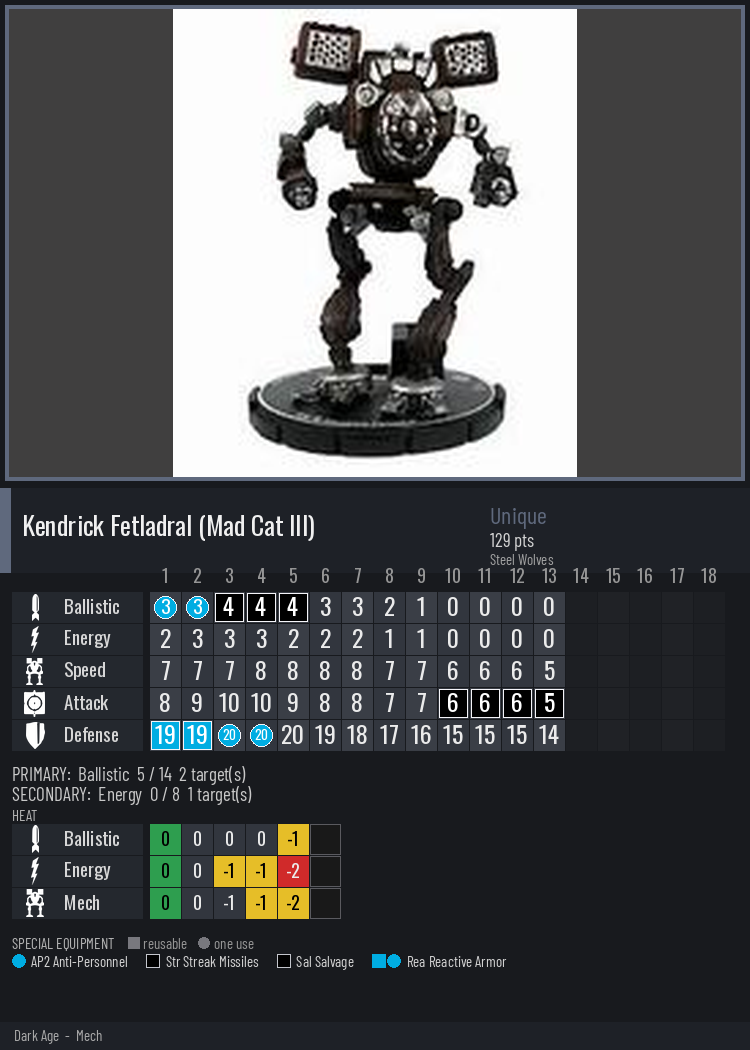 D
Kendrick Fetladral (Mad Cat III)
Unique
129 pts
Steel Wolves
1 2 3 4 5 6 7 8 9 10 11 12 13 14 15 16 17 18
Ballistic 3 3 4 4 4 3 3 2 1 0 0 0 0
Energy 2 3 3 3 2 2 2 1 1 0 0 0 0
Speed 7 7 7 8 8 8 8 7 7 6 6 6 5
Attack 8 9 10 10 9 8 8 7 7 6 6 6 5
Defense 19 19 20 20 20 19 18 17 16 15 15 15 14
PRIMARY: Ballistic 5 / 14 2 target(s)
SECONDARY: Energy 0 / 8 1 target(s)
HEAT
Ballistic 0 0 0 0 -1
Energy 0 0 -1 -1 -2
Mech 0 0 -1 -1 -2
SPECIAL EQUIPMENT reusable one use
AP2 Anti-Personnel Str Streak Missiles Sal Salvage Rea Reactive Armor
Dark Age - Mech